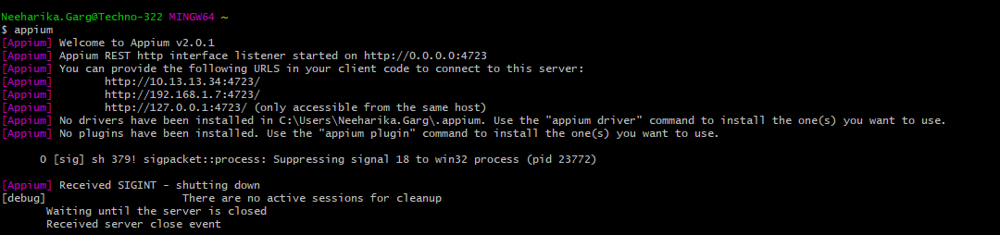 Neeharika.Garg@Techno-322 MINGW64 ~
$ appium
[Appium] Welcome to Appium v2.0.1
[Appium] Appium REST http interface listener started on http://0.0.0.0:4723
[Appium] You can provide the following URLS in your client code to connect to this server:
[Appium] http://10.13.13.34:4723/
[Appium] http://192.168.1.7:4723/
[Appium] http://127.0.0.1:4723/ (only accessible from the same host)
[Appium] No drivers have been installed in C:\Users\Neeharika.Garg\.appium. Use the "appium driver" command to install the one(s) you want to use.
[Appium] No plugins have been installed. Use the "appium plugin" command to install the one(s) you want to use.
0 [sig] sh 379! sigpacket::process: Suppressing signal 18 to win32 process (pid 23772)
[Appium] Received SIGINT - shutting down
[debug] There are no active sessions for cleanup
Waiting until the server is closed
Received server close event